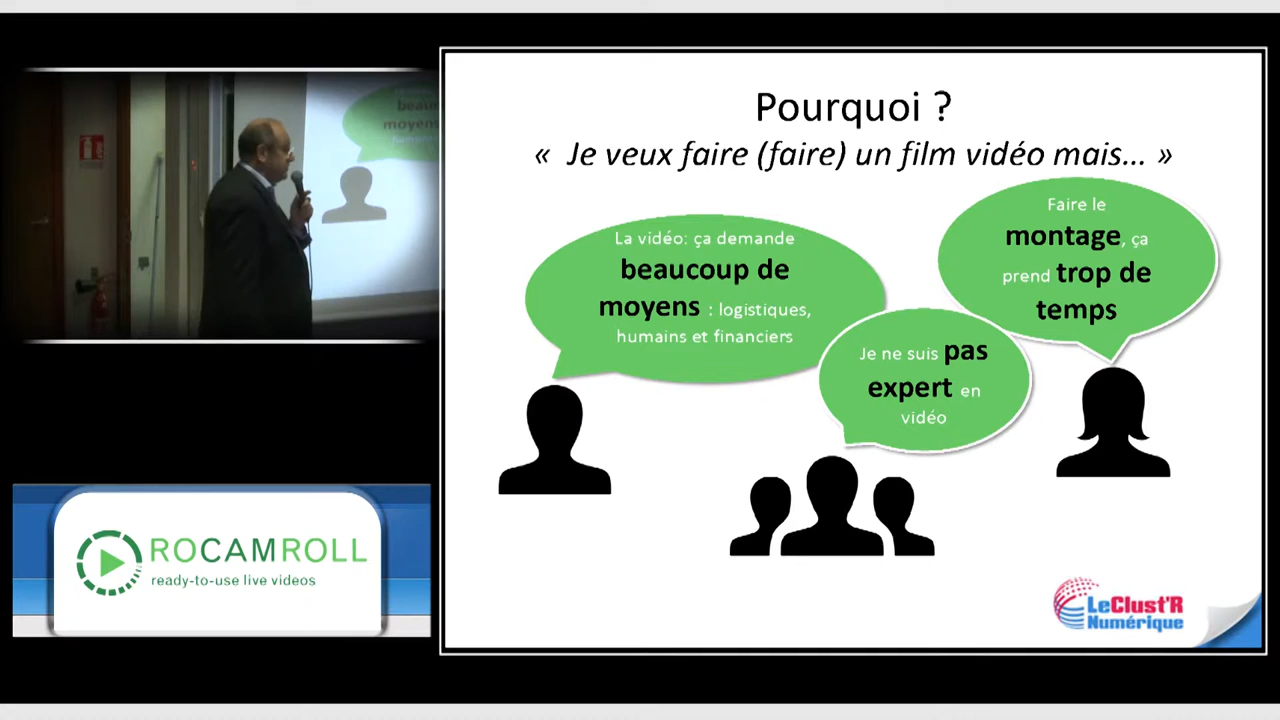 Pourquoi ?
« Je veux faire (faire) un film vidéo mais... »
La vidéo: ça demande
beaucoup de
moyens : logistiques,
humains et financiers
Je ne suis pas
expert en
vidéo
Faire le
montage, ça
prend trop de
temps
beau
moyens
ROCAMROLL
ready-to-use live videos
LeClust'R
Numérique